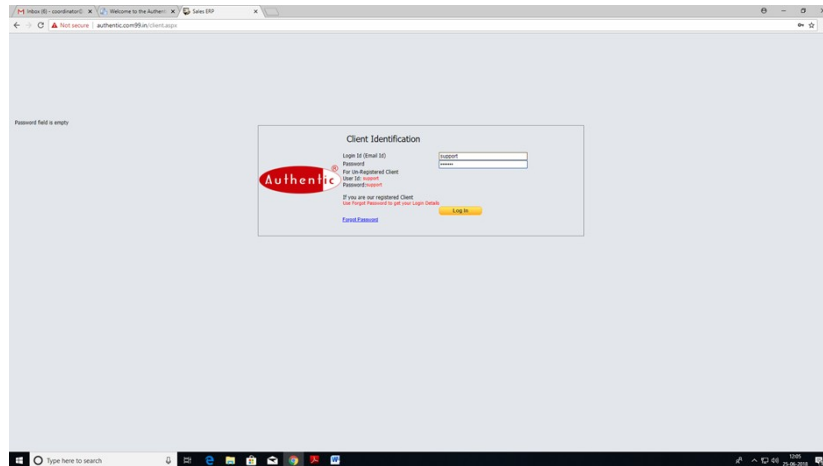 Inbox (6) - coordinator©
Welcome to the Authent
Sales ERP
Not secure | authentic.com99.in/client.aspx
Password field is empty
Client Identification
Login Id (Email Id)
support
Password
••••••
For Un-Registered Client
User Id: support
Password:support
Authentic®
If you are our registered Client
Use Forgot Password to get your Login Details
Log In
Forgot Password
Type here to search
12:05
25-06-2018